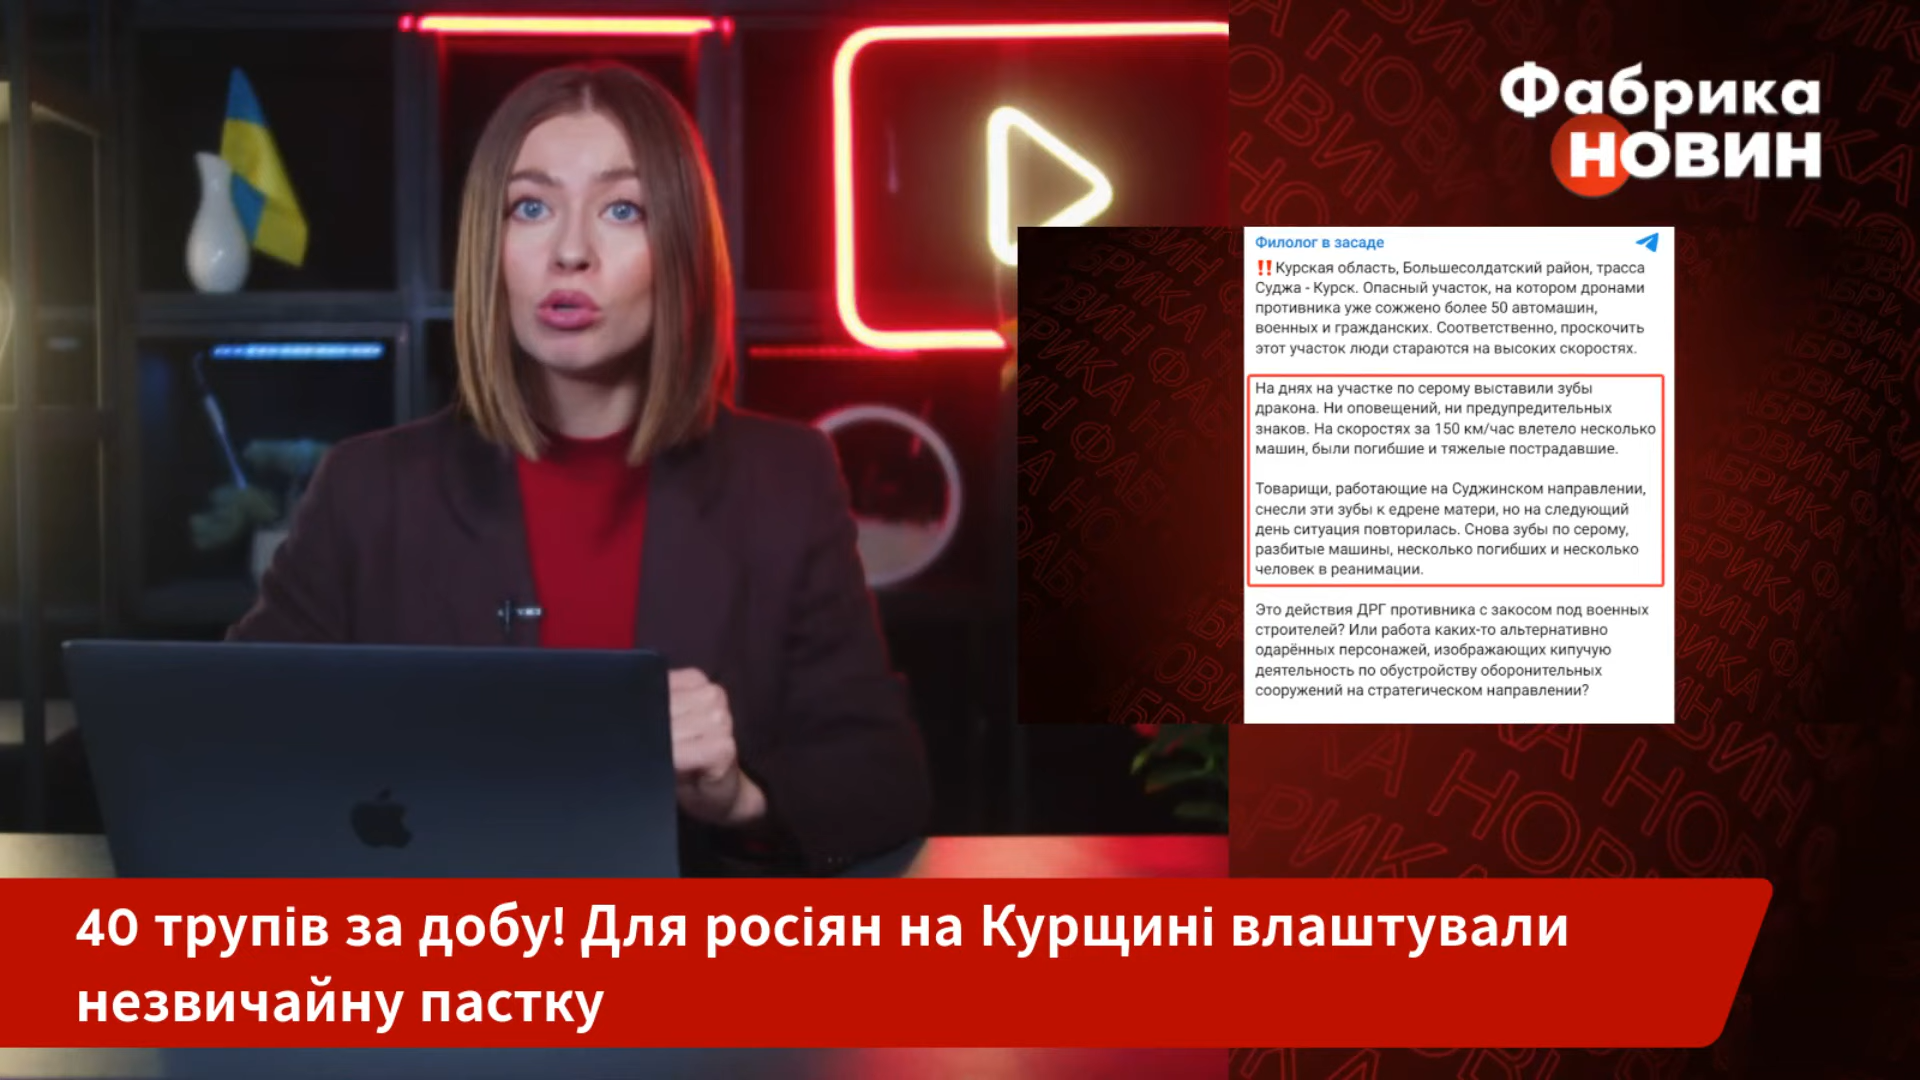 Фабрика
НОВИН
Филолог в засаде
‼️Курская область, Большесолдатский район, трасса
Суджа - Курск. Опасный участок, на котором дронами
противника уже сожжено более 50 автомашин,
военных и гражданских. Соответственно, проскочить
этот участок люди стараются на высоких скоростях.
На днях на участке по серому выставили зубы
дракона. Ни оповещений, ни предупредительных
знаков. На скоростях за 150 км/час влетело несколько
машин, были погибшие и тяжелые пострадавшие.
Товарищи, работающие на Суджинском направлении,
снесли эти зубы к едрене матери, но на следующий
день ситуация повторилась. Снова зубы по серому,
разбитые машины, несколько погибших и несколько
человек в реанимации.
Это действия ДРГ противника с закосом под военных
строителей? Или работа каких-то альтернативно
одарённых персонажей, изображающих кипучую
деятельность по обустройству оборонительных
сооружений на стратегическом направлении?
40 трупів за добу! Для росіян на Курщині влаштували
незвичайну пастку